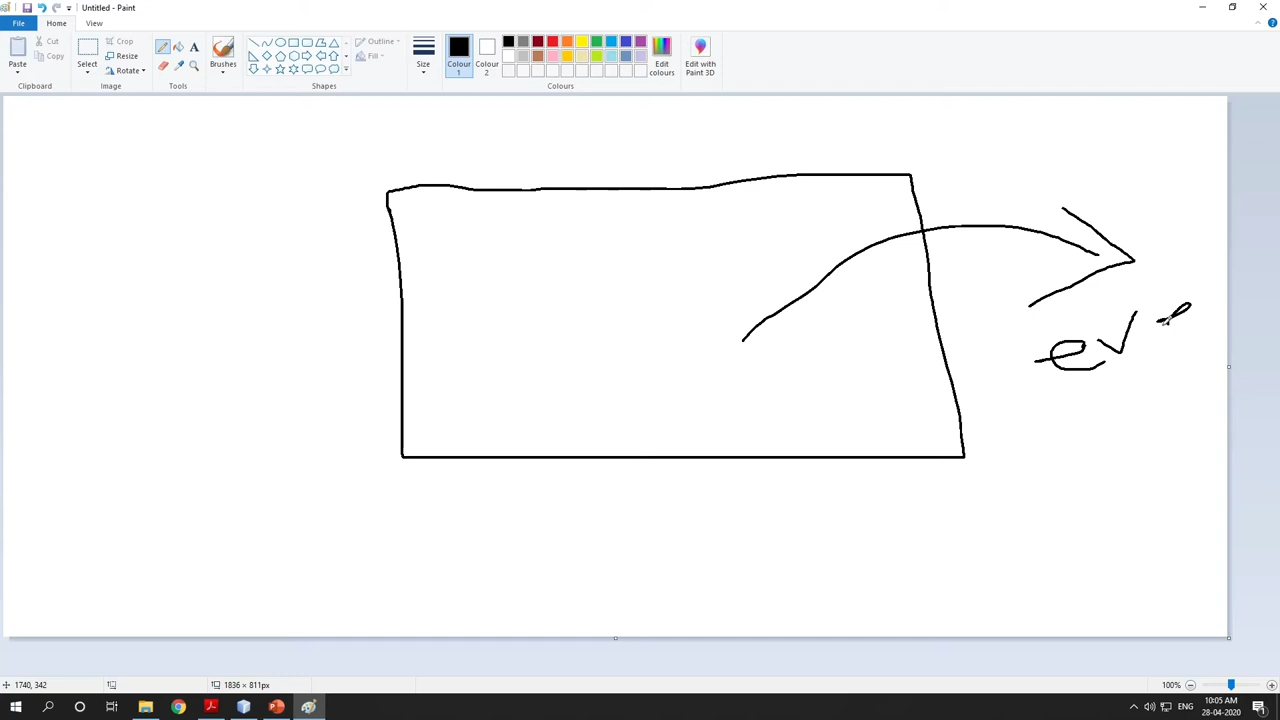 Untitled - Paint
File Home View
Paste
Cut
Copy
Clipboard
Select
Crop
Resize
Rotate
Image
Tools
Brushes
Shapes
Outline
Fill
Size
Colour 1
Colour 2
Edit colours
Edit with Paint 3D
Colours
ev
1740, 342
1836 × 811px
100%
ENG
10:05 AM
28-04-2020
1